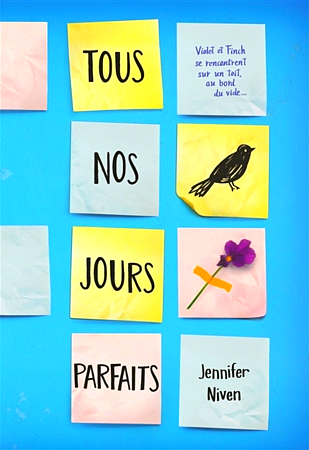 TOUS
Violet et Finch
se rencontrent
sur un toit,
au bord
du vide...
NOS
JOURS
PARFAITS
Jennifer
Niven